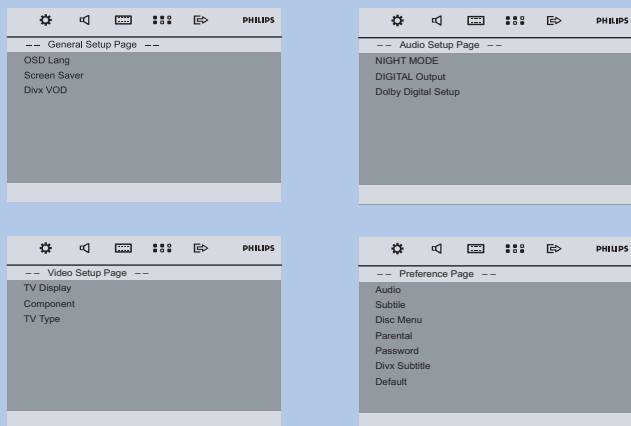 PHILIPS
-- General Setup Page --
OSD Lang
Screen Saver
Divx VOD
PHILIPS
-- Audio Setup Page --
NIGHT MODE
DIGITAL Output
Dolby Digital Setup
PHILIPS
-- Video Setup Page --
TV Display
Component
TV Type
PHILIPS
-- Preference Page --
Audio
Subtile
Disc Menu
Parental
Password
Divx Subtitle
Default